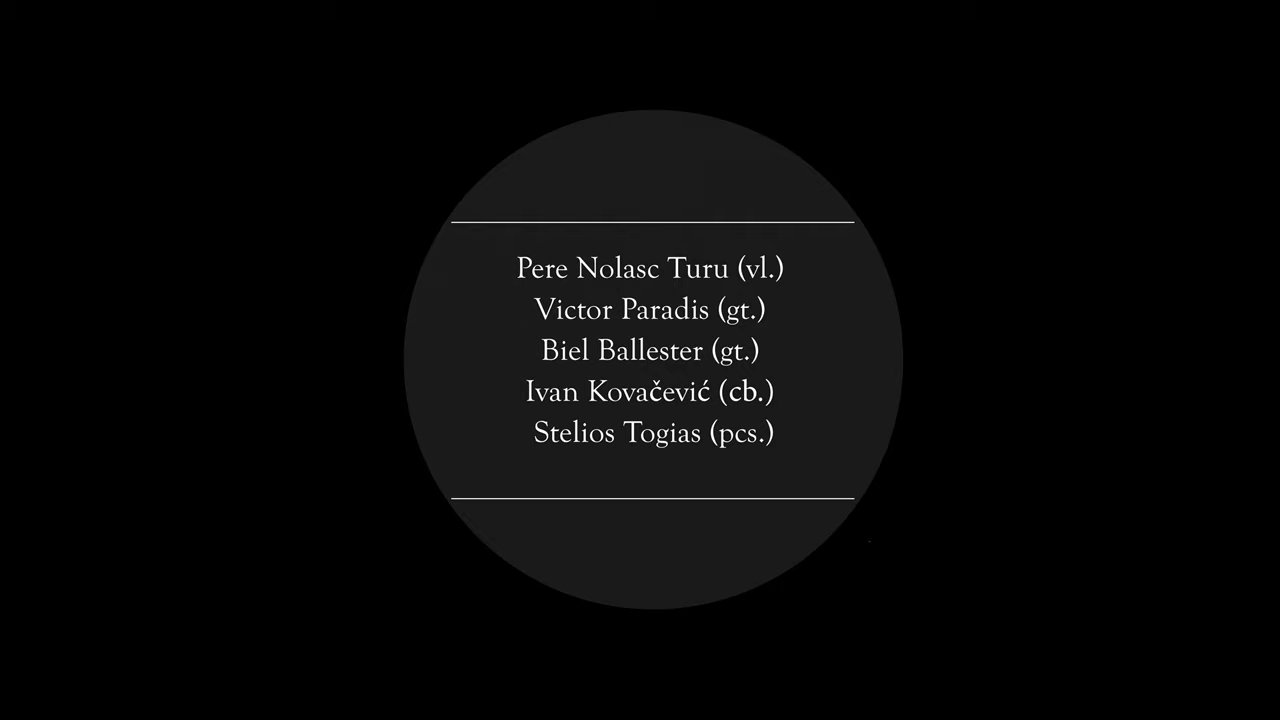 Pere Nolasc Turu (vl.)
Victor Paradis (gt.)
Biel Ballester (gt.)
Ivan Kovačević (cb.)
Stelios Togias (pcs.)